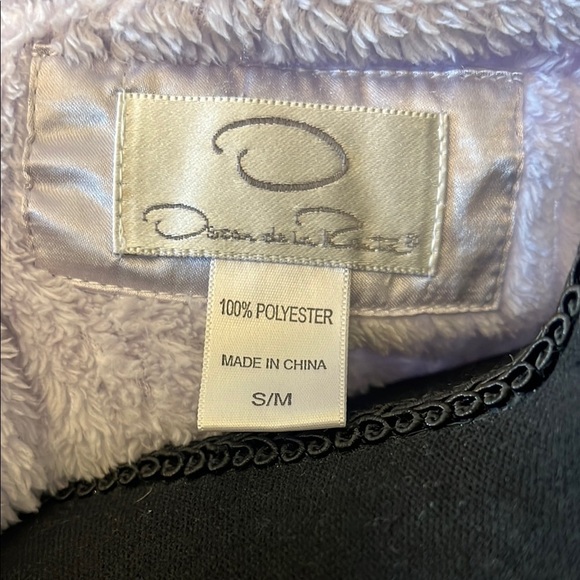 Oscar de la Renta®
100% POLYESTER
MADE IN CHINA
S/M